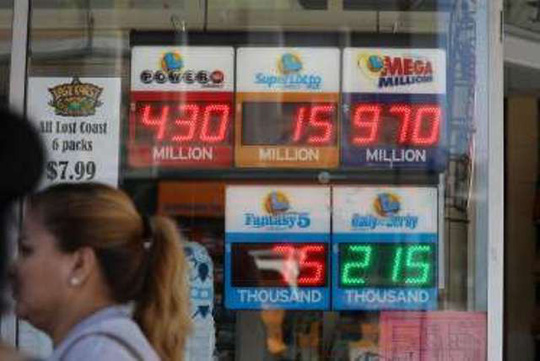 POWERBALL
SuperLotto
PLUS
MEGA
MILLIONS
430
15
970
MILLION
MILLION
MILLION
LOST COAST
All Lost Coast
6 packs
$7.99
Fantasy 5
Daily Derby
75
215
THOUSAND
THOUSAND